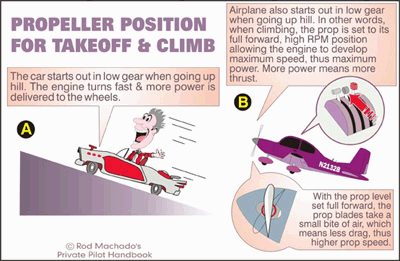 PROPELLER POSITION
FOR TAKEOFF & CLIMB
The car starts out in low gear when going up
hill. The engine turns fast & more power is
delivered to the wheels.
A
Airplane also starts out in low gear
when going up hill. In other words,
when climbing, the prop is set to its
full forward, high RPM position
allowing the engine to develop
maximum speed, thus maximum
power. More power means more
thrust.
B
N2132B
With the prop level
set full forward, the
prop blades take a
small bite of air, which
means less drag, thus
higher prop speed.
© Rod Machado's
Private Pilot Handbook